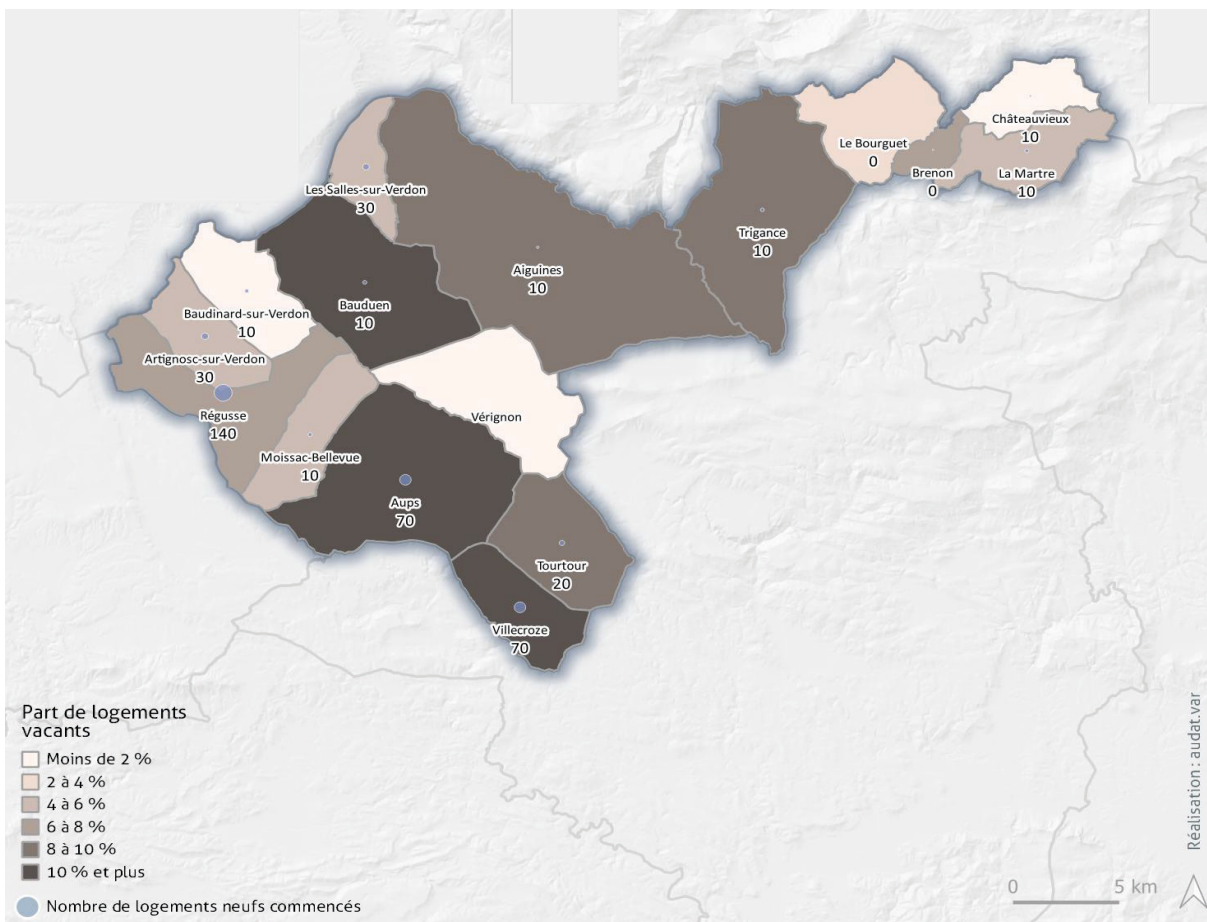 Châteauvieux
10
Le Bourguet
0
Brenon
0
La Martre
10
Les Salles-sur-Verdon
30
Trigance
10
Aiguines
10
Bauduen
10
Baudinard-sur-Verdon
10
Artignosc-sur-Verdon
30
Régusse
140
Vérignon
Moissac-Bellevue
10
Aups
70
Tourtour
20
Villecroze
70
Part de logements
vacants
Moins de 2 %
2 à 4 %
4 à 6 %
6 à 8 %
8 à 10 %
10 % et plus
Nombre de logements neufs commencés
0 5 km
Réalisation : audat.var